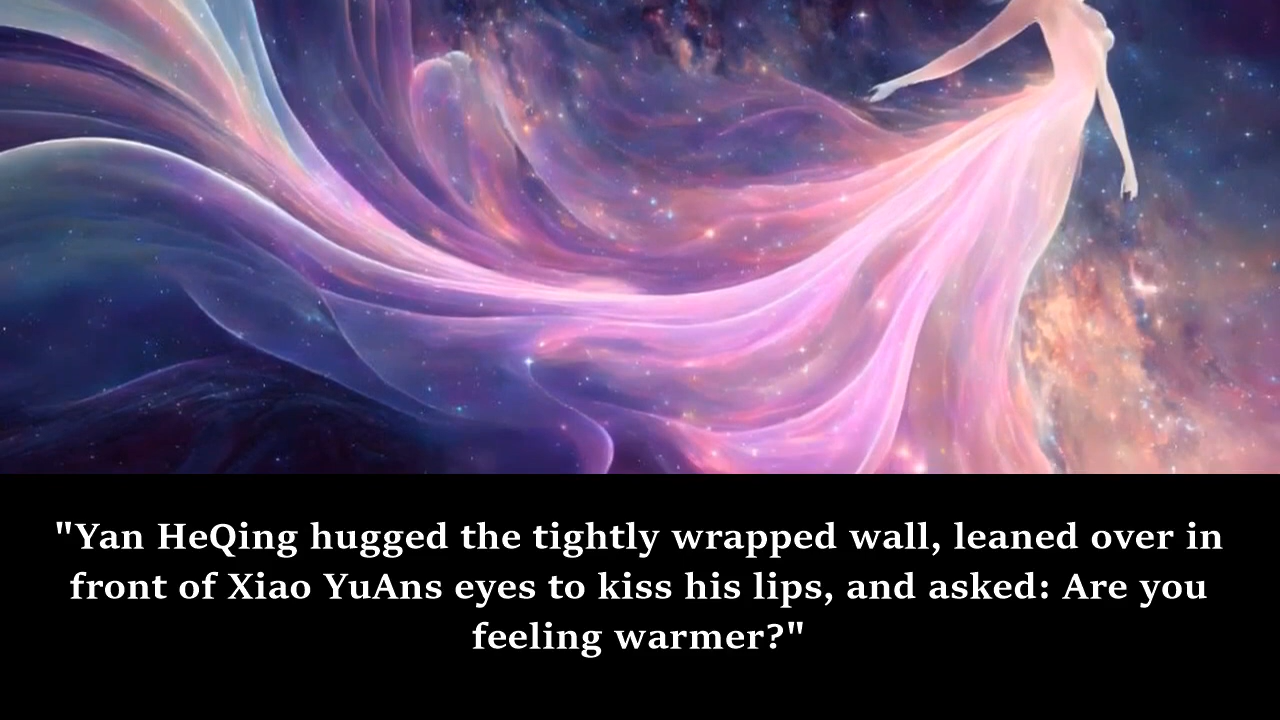 "Yan HeQing hugged the tightly wrapped wall, leaned over in
front of Xiao YuAns eyes to kiss his lips, and asked: Are you
feeling warmer?"